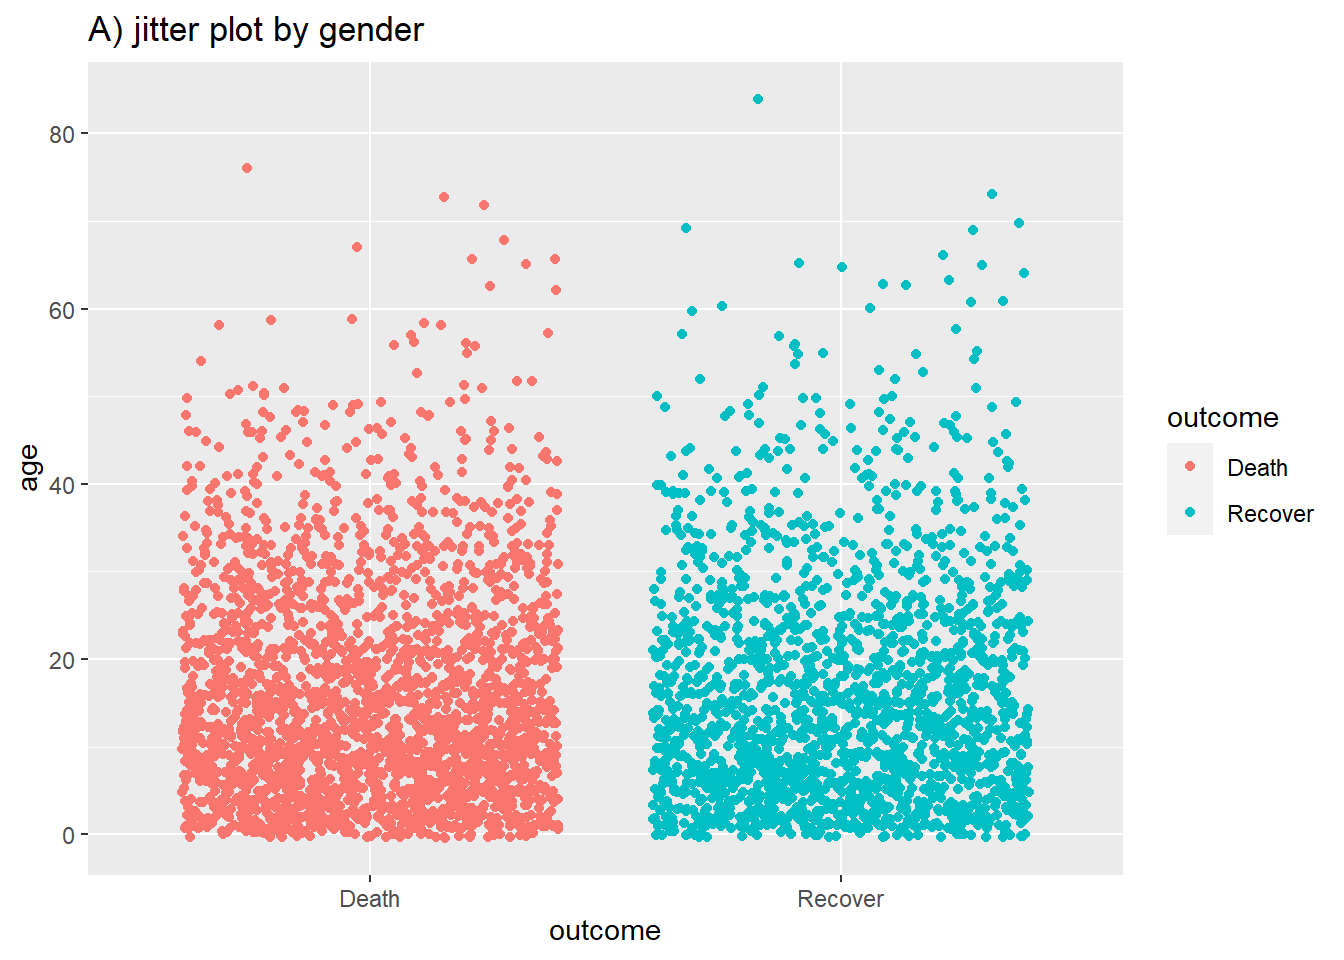 A) jitter plot by gender
80
60
40
20
0
age
Death
Recover
outcome
outcome
Death
Recover